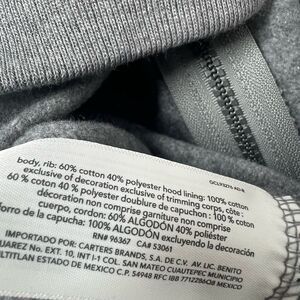 body, rib: 60% cotton 40% polyester hood lining: 100% cotton
exclusive of decoration exclusive of trimming corps, côte :
60 % coton 40 % polyester doublure de capuche: 100% coton
décoration non comprise garniture non comprise
cuerpo, cordon: 60% ALGODÓN 40% poliéster
forro de la capucha: 100% ALGODÓN excluyendo la decoración
RN# 96367 CA# 53061
IMPORTADO POR: CARTERS BRANDS, S.A. DE C.V. AV LIC. BENITO
JUAREZ No. EXT. 10, INT I-1 COL. SAN MATEO CUAUTEPEC MUNICIPIO
TULTITLAN ESTADO DE MEXICO C.P. 54948 RFC IBB